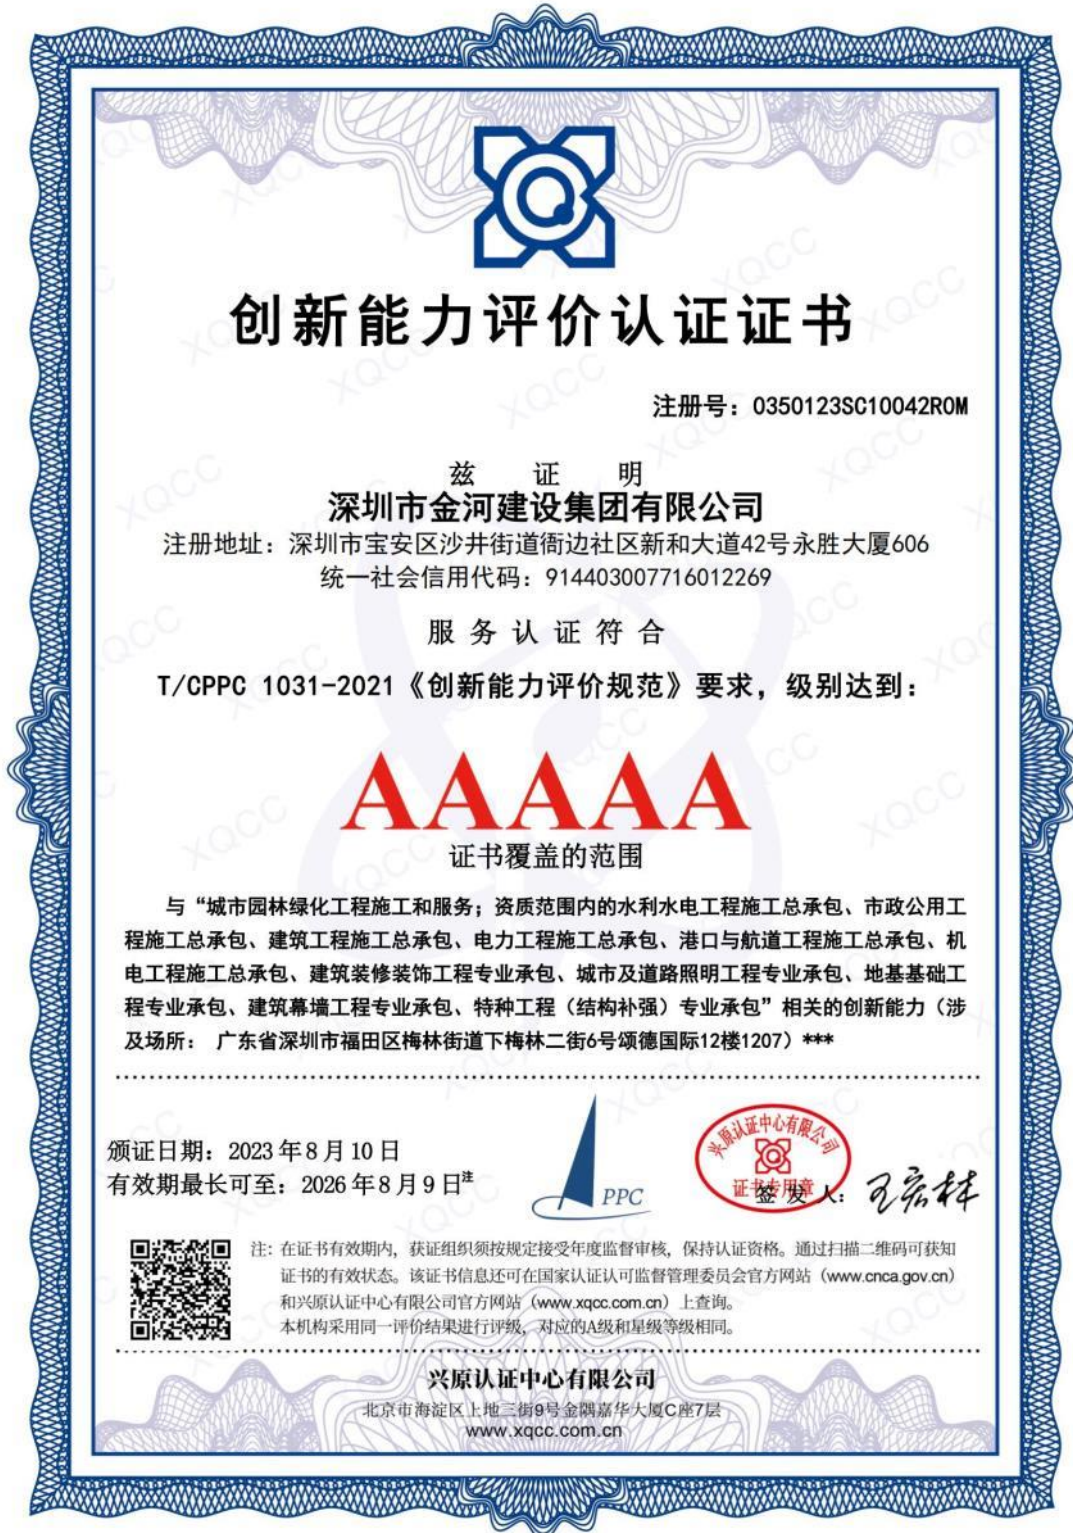 创新能力评价认证证书
注册号：0350123SC10042R0M
兹 证 明
深圳市金河建设集团有限公司
注册地址：深圳市宝安区沙井街道衙边社区新和大道42号永胜大厦606
统一社会信用代码：914403007716012269
服务认证符合
T/CPPC 1031-2021《创新能力评价规范》要求，级别达到：
AAAAA
证书覆盖的范围
与“城市园林绿化工程施工和服务；资质范围内的水利水电工程施工总承包、市政公用工
程施工总承包、建筑工程施工总承包、电力工程施工总承包、港口与航道工程施工总承包、机
电工程施工总承包、建筑装修装饰工程专业承包、城市及道路照明工程专业承包、地基基础工
程专业承包、建筑幕墙工程专业承包、特种工程（结构补强）专业承包”相关的创新能力（涉
及场所： 广东省深圳市福田区梅林街道下梅林二街6号颂德国际12楼1207）***
颁证日期：2023 年 8 月 10 日
有效期最长可至：2026 年 8 月 9 日注
PPC
兴原认证中心有限公司
证书专用章
签 发 人：王宏林
注：在证书有效期内，获证组织须按规定接受年度监督审核，保持认证资格。通过扫描二维码可获知
证书的有效状态。该证书信息还可在国家认证认可监督管理委员会官方网站（www.cnca.gov.cn）
和兴原认证中心有限公司官方网站（www.xqcc.com.cn）上查询。
本机构采用同一评价结果进行评级，对应的A级和星级等级相同。
兴原认证中心有限公司
北京市海淀区上地三街9号金隅嘉华大厦C座7层
www.xqcc.com.cn